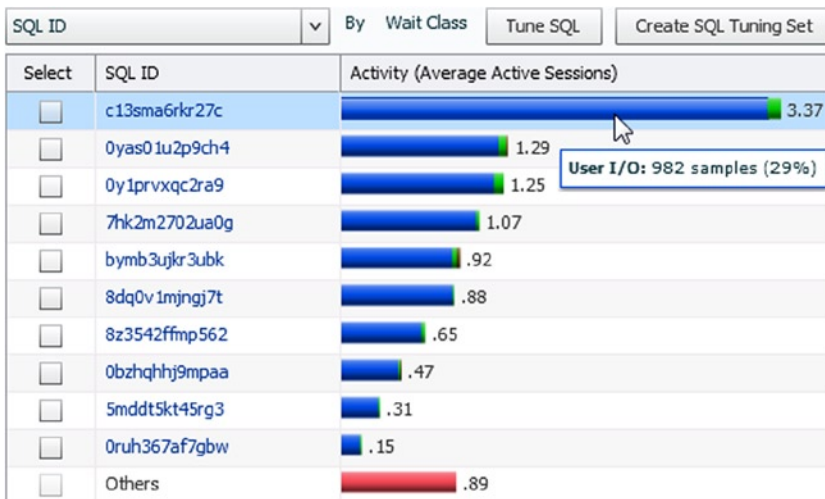 SQL ID By Wait Class Tune SQL Create SQL Tuning Set
Select SQL ID Activity (Average Active Sessions)
c13sma6rkr27c 3.37
0yas01u2p9ch4 1.29
User I/O: 982 samples (29%)
0y1prvxqc2ra9 1.25
7hk2m2702ua0g 1.07
bymb3ujkr3ubk .92
8dq0v1mjngj7t .88
8z3542ffmp562 .65
0bzhqhhj9mpaa .47
5mddt5kt45rg3 .31
0ruh367af7gbw .15
Others .89